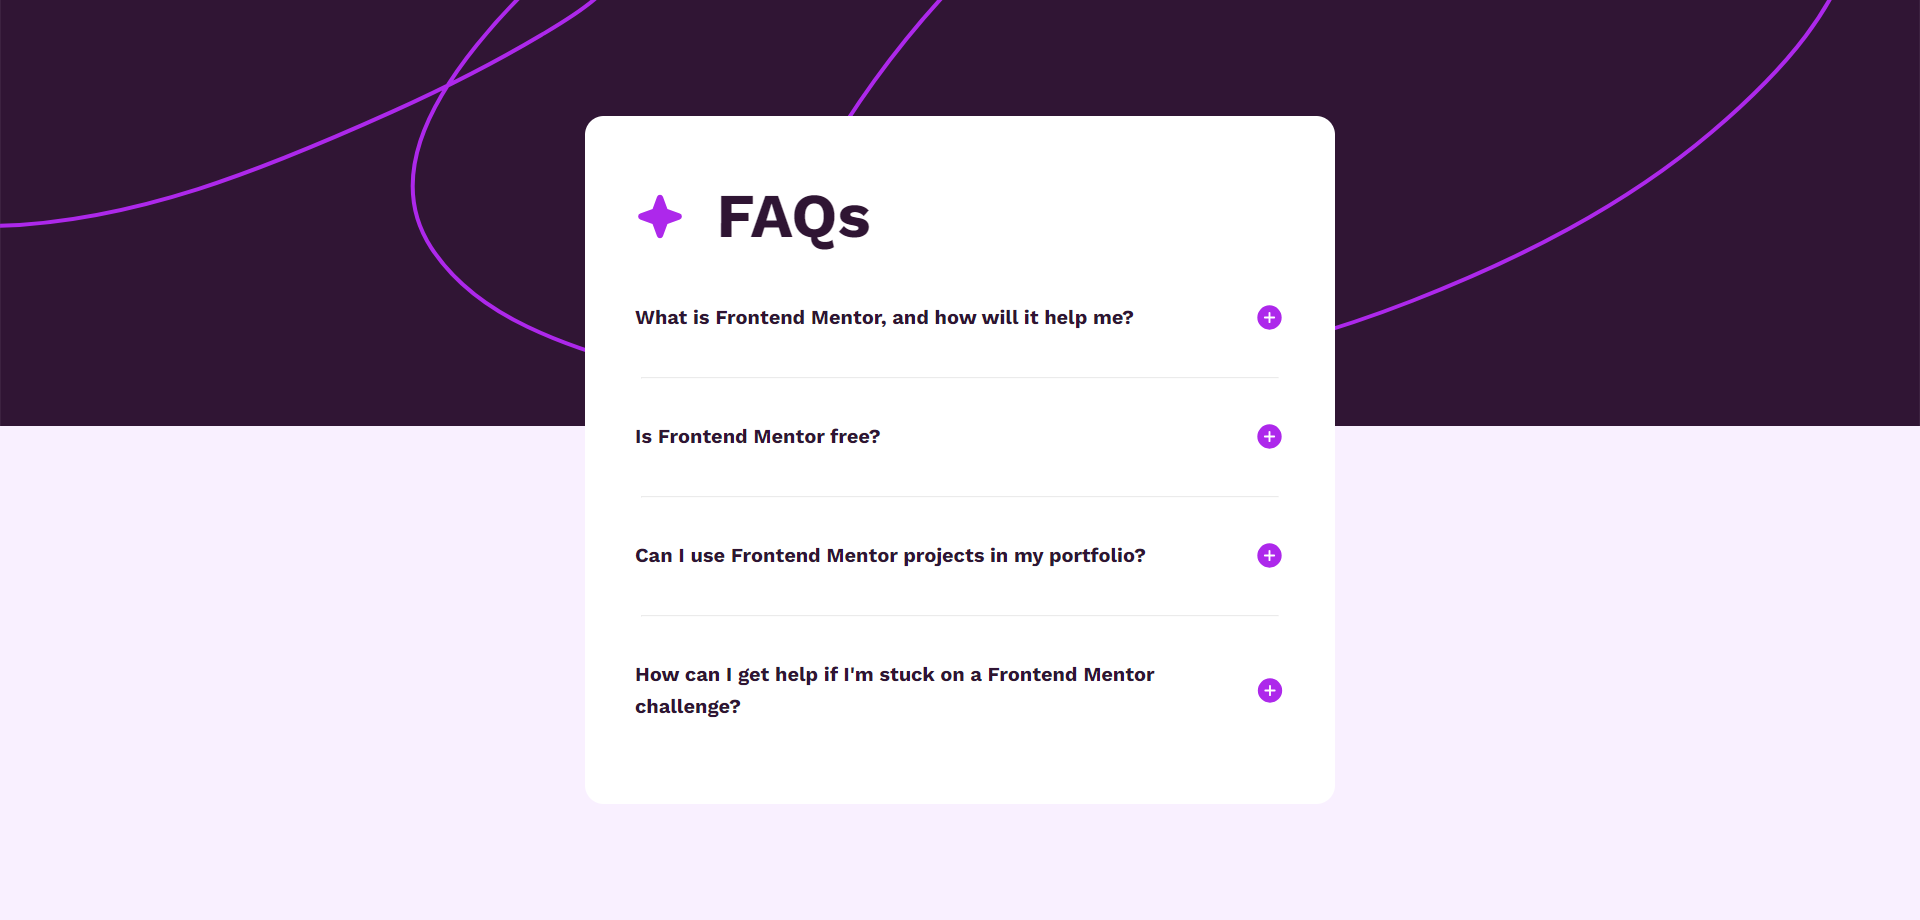 FAQs
What is Frontend Mentor, and how will it help me?
Is Frontend Mentor free?
Can I use Frontend Mentor projects in my portfolio?
How can I get help if I'm stuck on a Frontend Mentor
challenge?